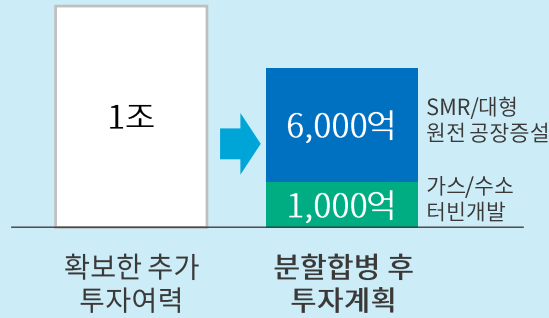 1조
6,000억
SMR/대형
원전 공장증설
1,000억
가스/수소
터빈개발
확보한 추가
투자여력
분할합병 후
투자계획